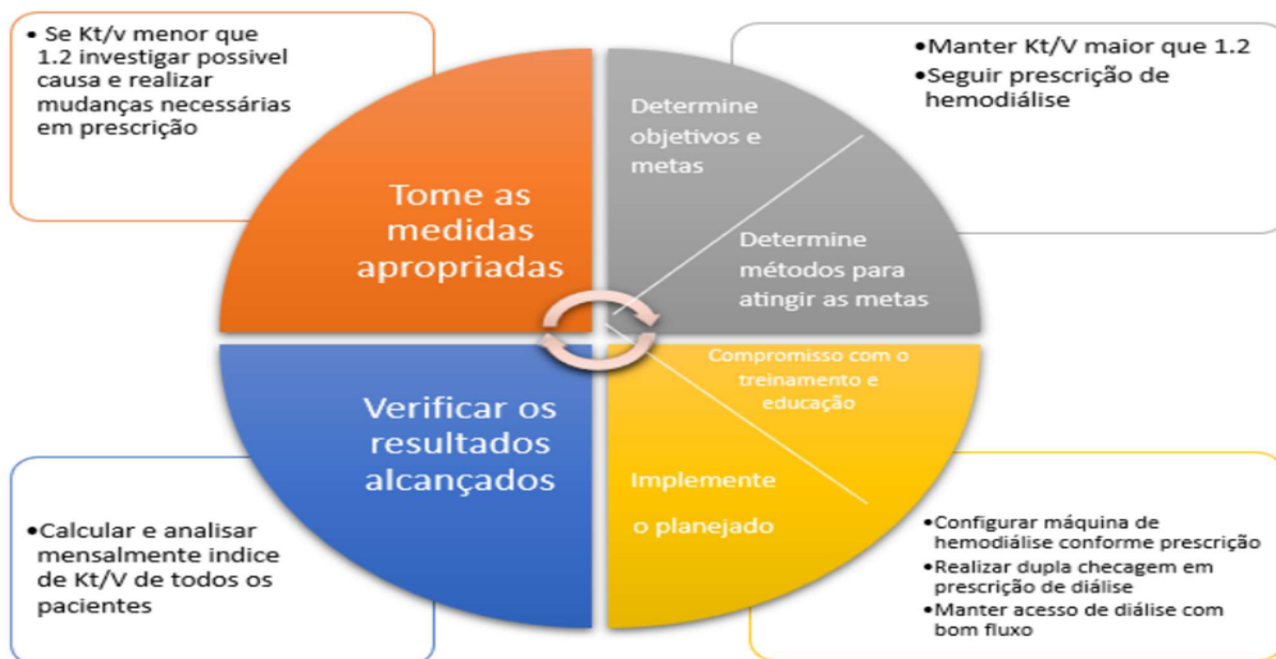 • Se Kt/v menor que
1.2 investigar possivel
causa e realizar
mudanças necessárias
em prescrição
• Manter Kt/V maior que 1.2
• Seguir prescrição de
hemodiálise
Determine
objetivos e
metas
Determine
métodos para
atingir as metas
Tome as
medidas
apropriadas
Compromisso com o
treinamento e
educação
Implemente
o planejado
Verificar os
resultados
alcançados
• Calcular e analisar
mensalmente indice
de Kt/V de todos os
pacientes
• Configurar máquina de
hemodiálise conforme prescrição
• Realizar dupla checagem em
prescrição de diálise
• Manter acesso de diálise com
bom fluxo